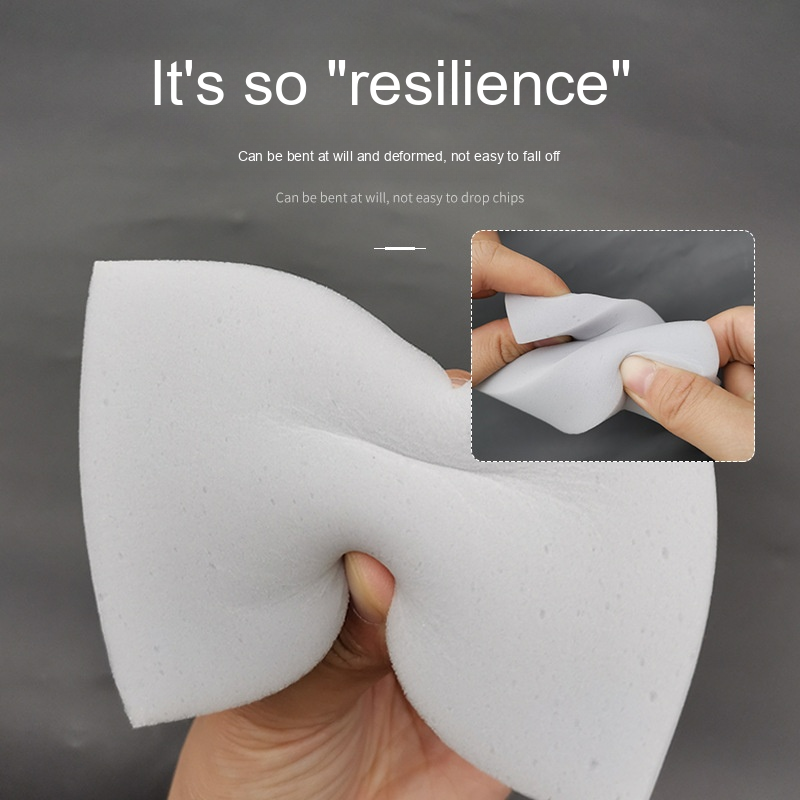 It's so "resilience"
Can be bent at will and deformed, not easy to fall off
Can be bent at will, not easy to drop chips